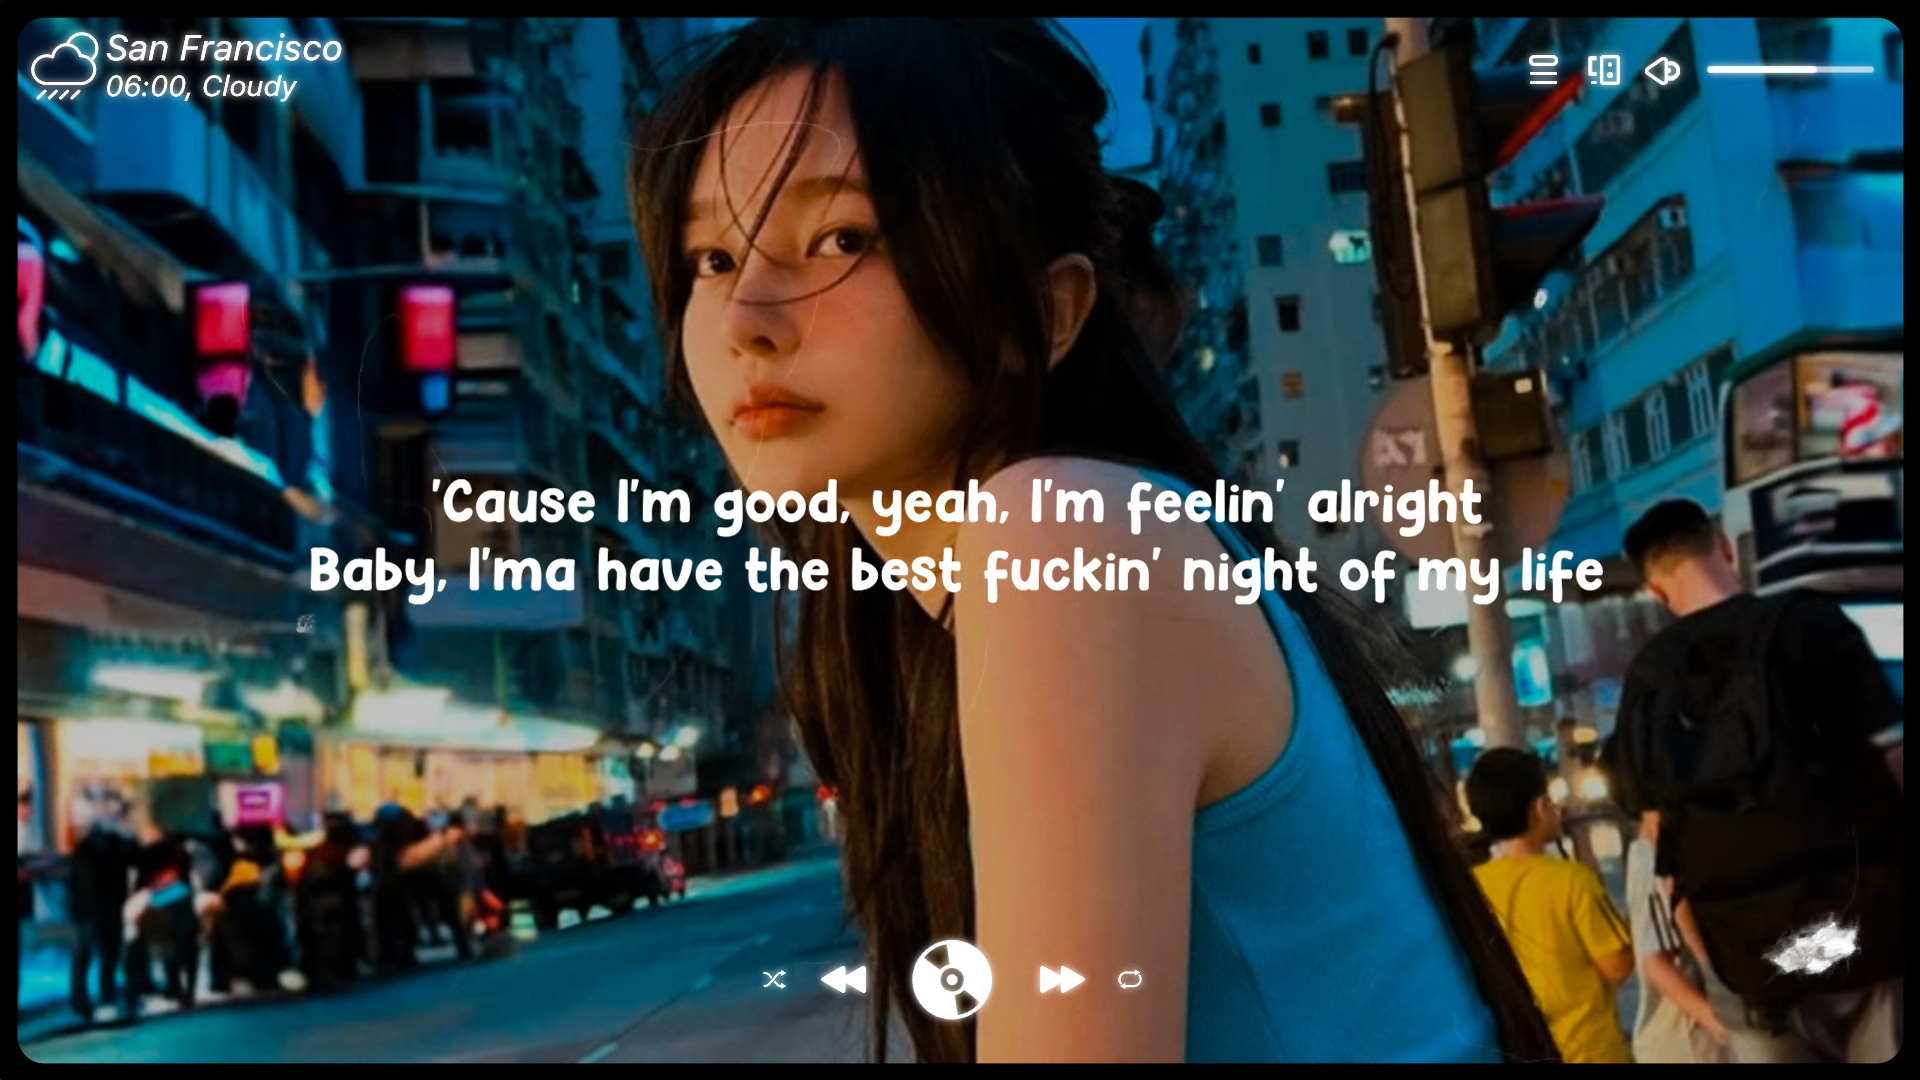 San Francisco
06:00, Cloudy
'Cause I'm good, yeah, I'm feelin' alright
Baby, I'ma have the best fuckin' night of my life